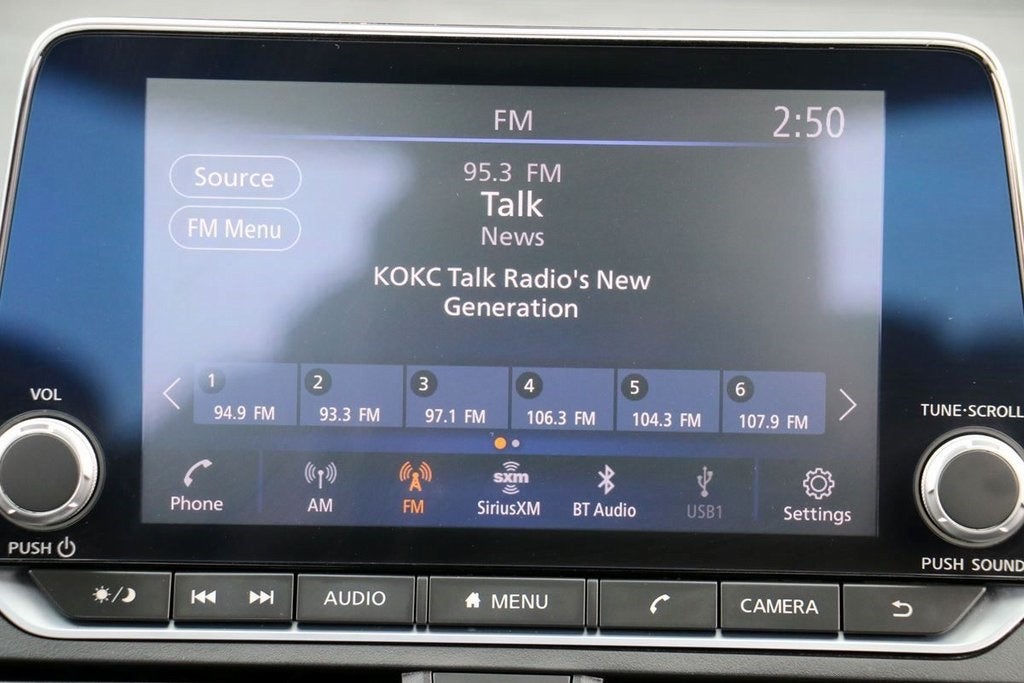 FM 2:50
Source
FM Menu
95.3 FM
Talk
News
KOKC Talk Radio's New
Generation
1 2 3 4 5 6
94.9 FM 93.3 FM 97.1 FM 106.3 FM 104.3 FM 107.9 FM
sxm
Phone AM FM SiriusXM BT Audio USB1 Settings
VOL
PUSH
TUNE·SCROLL
PUSH SOUND
AUDIO MENU CAMERA